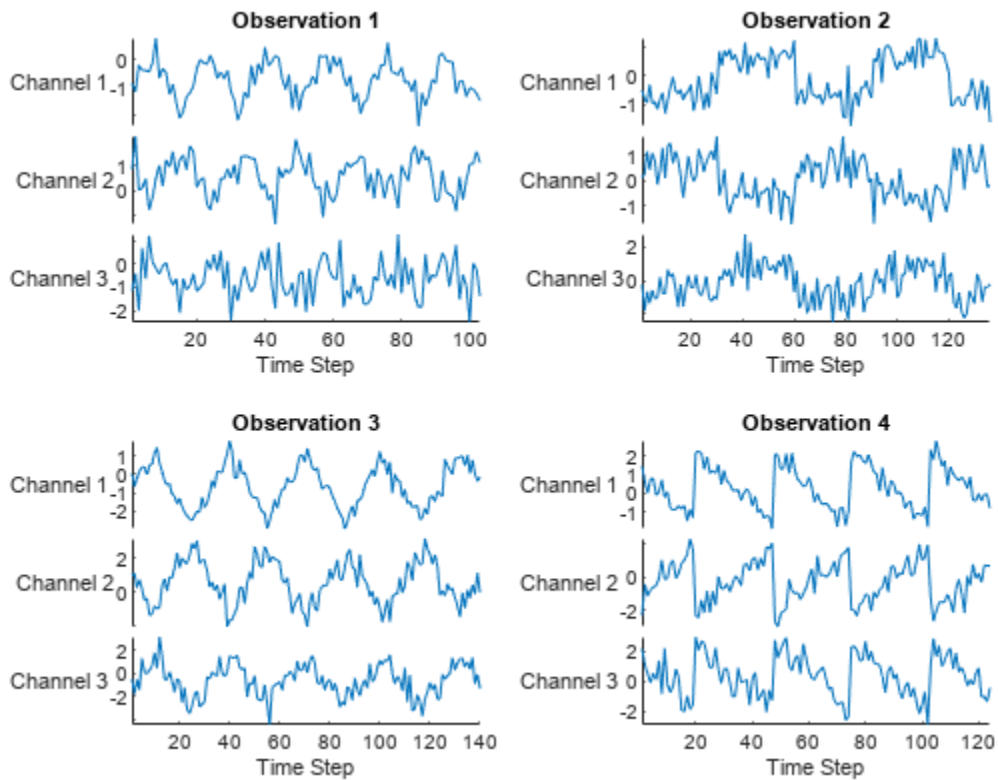 Observation 1
Channel 1
0
-1
Channel 2
1
0
Channel 3
0
-1
-2
20 40 60 80 100
Time Step
Observation 2
Channel 1
0
-1
Channel 2
1
0
-1
Channel 3
2
0
20 40 60 80 100 120
Time Step
Observation 3
Channel 1
1
0
-1
-2
Channel 2
2
0
Channel 3
2
0
-2
20 40 60 80 100 120 140
Time Step
Observation 4
Channel 1
2
1
0
-1
Channel 2
0
-2
Channel 3
2
0
-2
20 40 60 80 100 120
Time Step